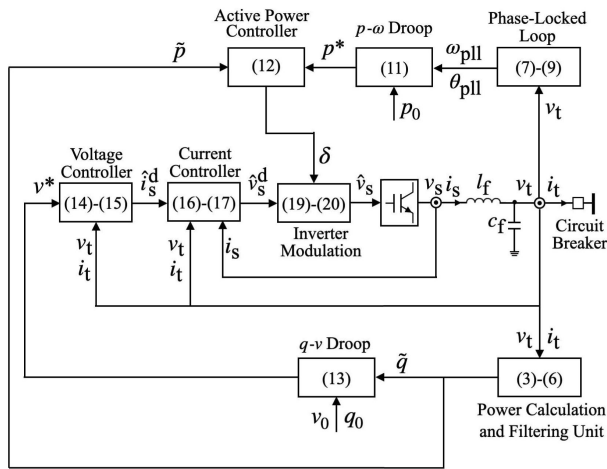 Active Power
Controller
p-ω Droop
Phase-Locked
Loop
p̃
(12)
p*
(11)
ω_pll
θ_pll
(7)-(9)
p_0
v_t
δ
Voltage
Controller
Current
Controller
v*
(14)-(15)
î_s^d
(16)-(17)
v̂_s^d
(19)-(20)
v̂_s
v_s i_s
l_f
v_t
i_t
c_f
Inverter
Modulation
Circuit
Breaker
v_t
i_t
v_t
i_t
i_s
q-v Droop
(13)
q̃
v_t
i_t
(3)-(6)
v_0 q_0
Power Calculation
and Filtering Unit